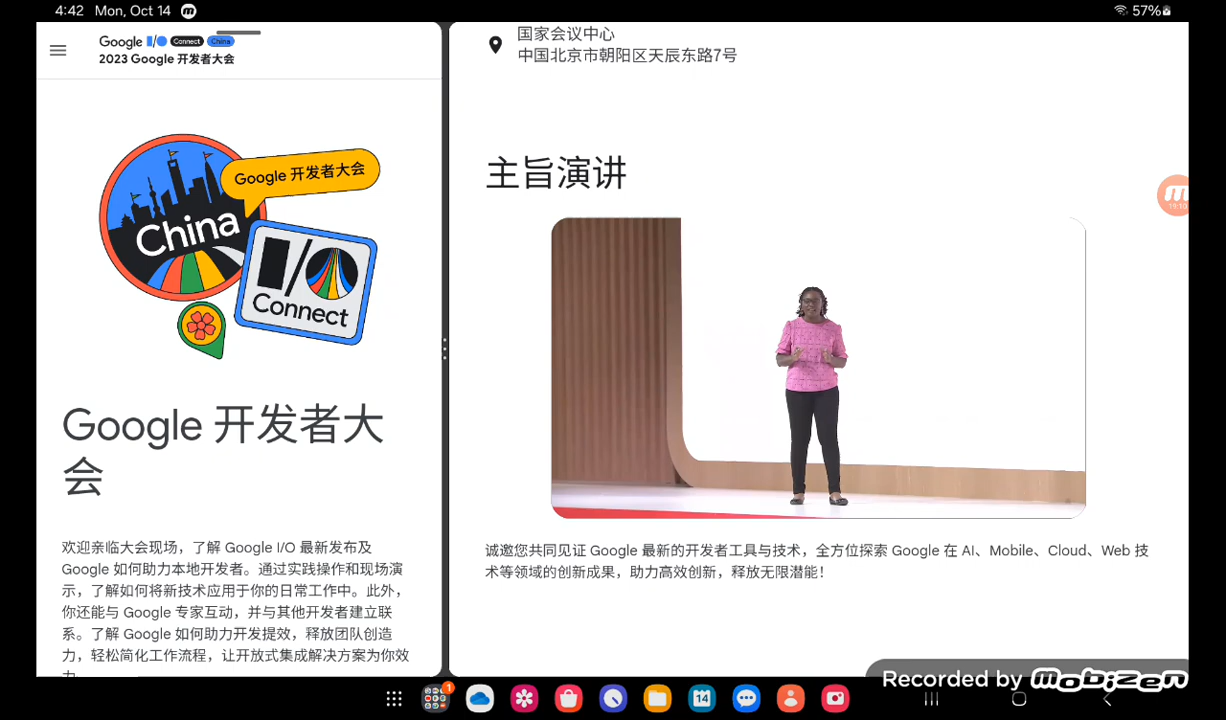 4:42 Mon, Oct 14
57%
Google I/O Connect China
2023 Google 开发者大会
Google 开发者大会
China
I/O
Connect
Google 开发者大
会
欢迎亲临大会现场，了解 Google I/O 最新发布及
Google 如何助力本地开发者。通过实践操作和现场演
示，了解如何将新技术应用于你的日常工作中。此外，
你还能与 Google 专家互动，并与其他开发者建立联
系。了解 Google 如何助力开发提效，释放团队创造
力，轻松简化工作流程，让开放式集成解决方案为你效
力
国家会议中心
中国北京市朝阳区天辰东路7号
主旨演讲
诚邀您共同见证 Google 最新的开发者工具与技术，全方位探索 Google 在 AI、Mobile、Cloud、Web 技
术等领域的创新成果，助力高效创新，释放无限潜能！
Recorded by mobizen
1
14